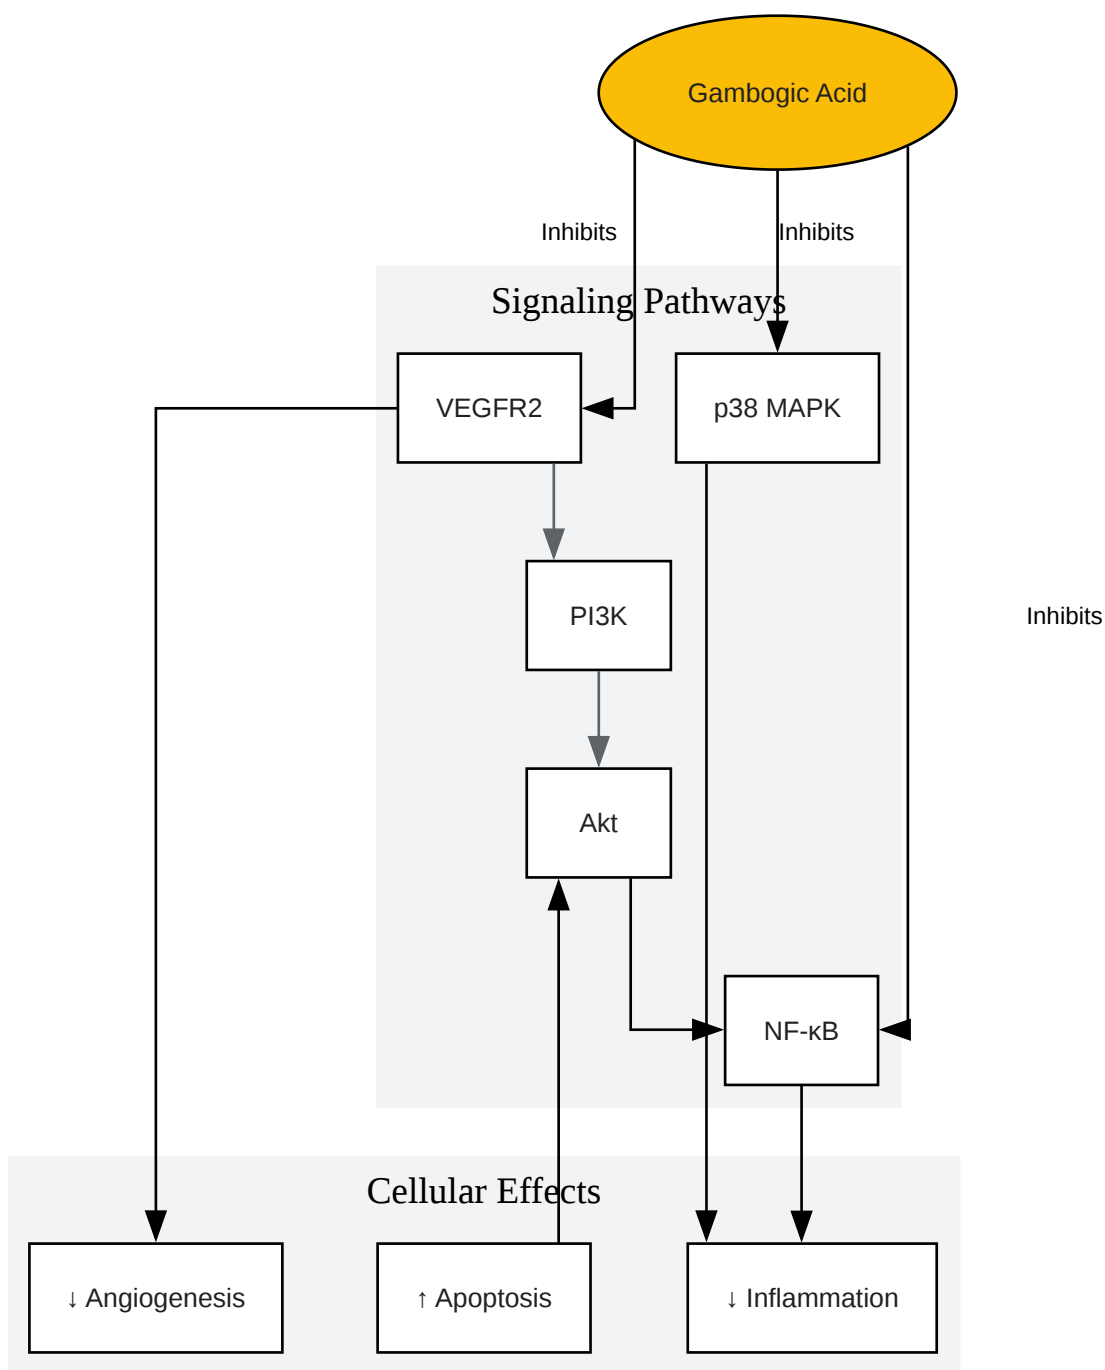 Gambogic Acid
Inhibits
Inhibits
Signaling Pathways
VEGFR2
p38 MAPK
PI3K
Inhibits
Akt
NF-κB
Cellular Effects
↓ Angiogenesis
↑ Apoptosis
↓ Inflammation